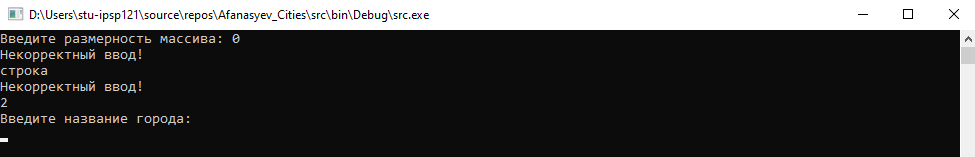 D:\Users\stu-ipsp121\source\repos\Afanasyev_Cities\src\bin\Debug\src.exe
Введите размерность массива: 0
Некорректный ввод!
строка
Некорректный ввод!
2
Введите название города: